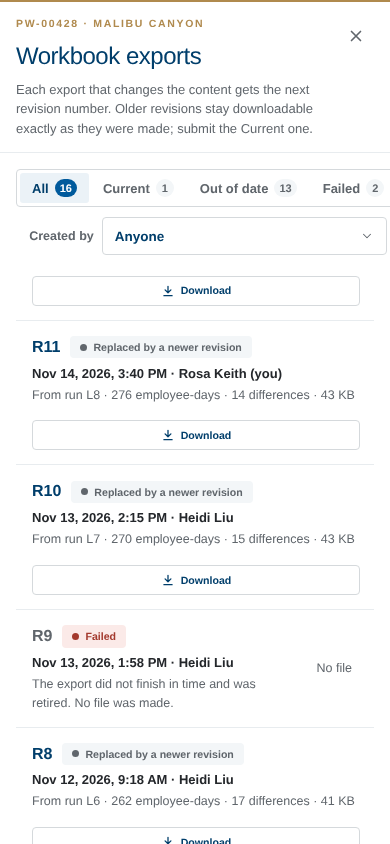 PW-00428 - MALIBU CANYON
Workbook exports
Each export that changes the content gets the next
revision number. Older revisions stay downloadable
exactly as they were made; submit the Current one.
All 16 Current 1 Out of date 13 Failed 2
Created by Anyone
Download
R11 Replaced by a newer revision
Nov 14, 2026, 3:40 PM · Rosa Keith (you)
From run L8 · 276 employee-days · 14 differences · 43 KB
Download
R10 Replaced by a newer revision
Nov 13, 2026, 2:15 PM · Heidi Liu
From run L7 · 270 employee-days · 15 differences · 43 KB
Download
R9 Failed
Nov 13, 2026, 1:58 PM · Heidi Liu
No file
The export did not finish in time and was
retired. No file was made.
R8 Replaced by a newer revision
Nov 12, 2026, 9:18 AM · Heidi Liu
From run L6 · 262 employee-days · 17 differences · 41 KB
Download